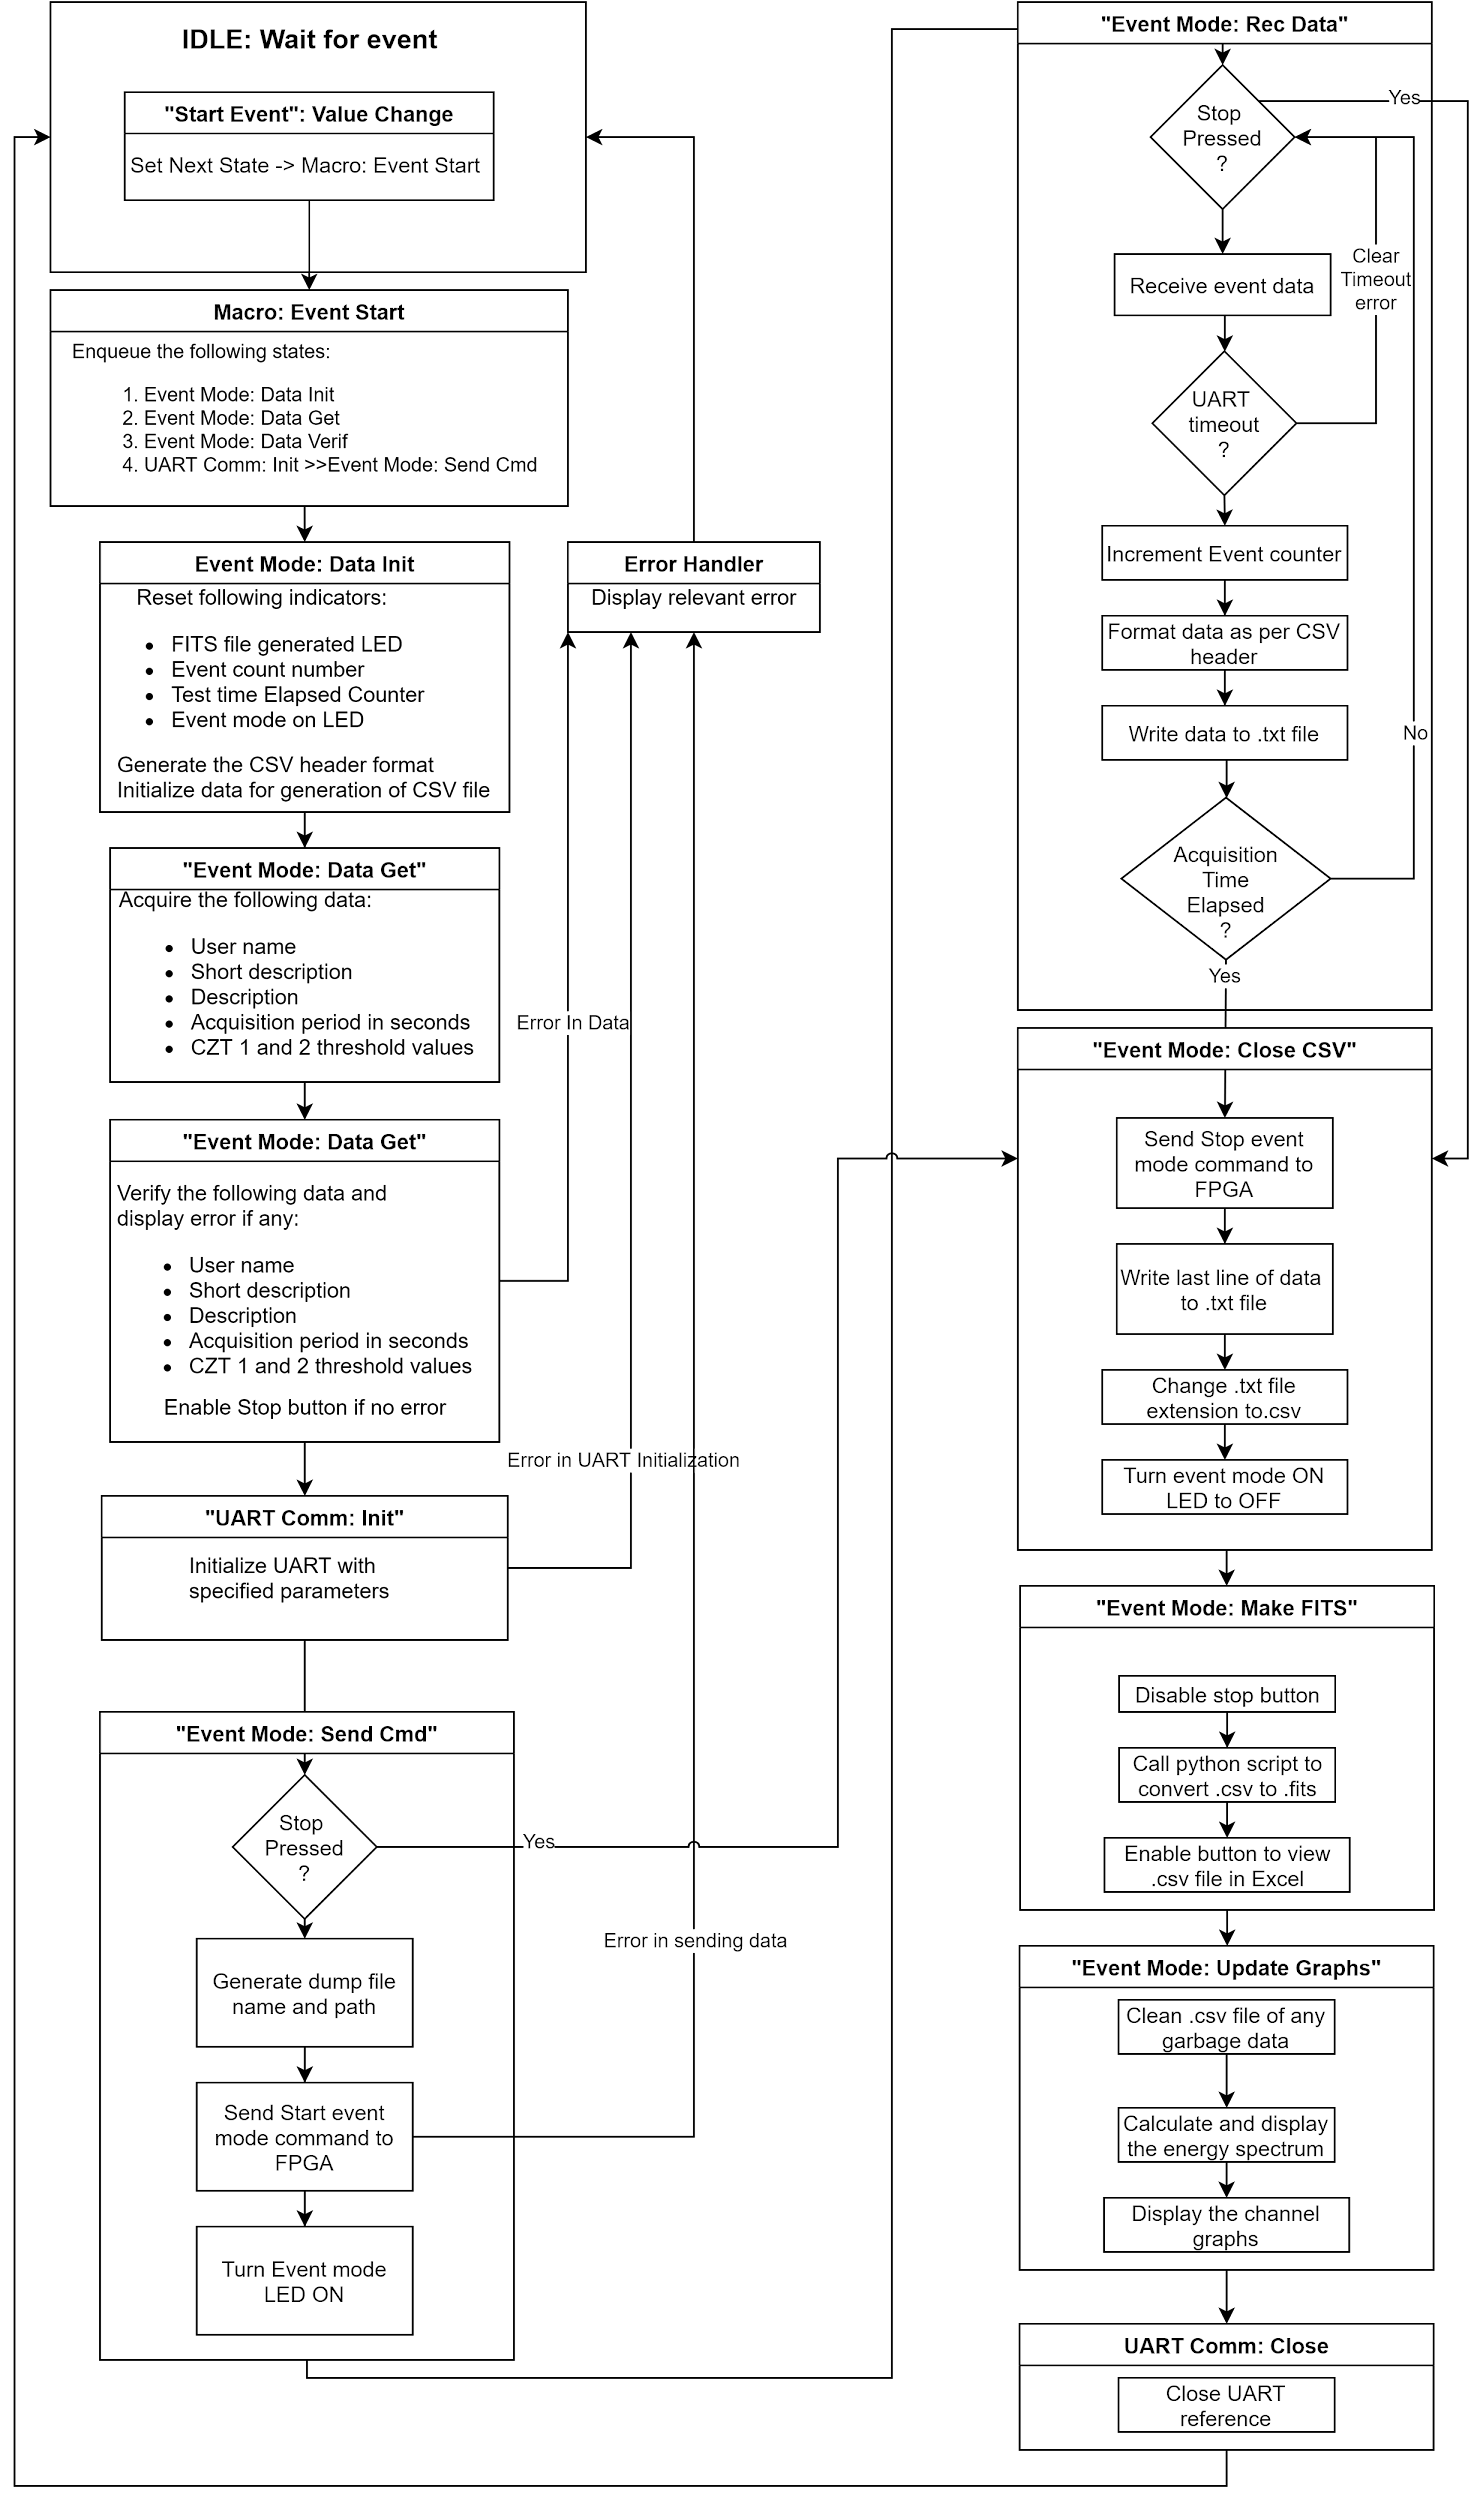 IDLE: Wait for event
"Start Event": Value Change
Set Next State -> Macro: Event Start
Macro: Event Start
Enqueue the following states:
1. Event Mode: Data Init
2. Event Mode: Data Get
3. Event Mode: Data Verif
4. UART Comm: Init >>Event Mode: Send Cmd
Event Mode: Data Init
Reset following indicators:
• FITS file generated LED
• Event count number
• Test time Elapsed Counter
• Event mode on LED
Generate the CSV header format
Initialize data for generation of CSV file
Error Handler
Display relevant error
"Event Mode: Data Get"
Acquire the following data:
• User name
• Short description
• Description
• Acquisition period in seconds
• CZT 1 and 2 threshold values
Error In Data
"Event Mode: Data Get"
Verify the following data and
display error if any:
• User name
• Short description
• Description
• Acquisition period in seconds
• CZT 1 and 2 threshold values
Enable Stop button if no error
Error in UART Initialization
"UART Comm: Init"
Initialize UART with
specified parameters
"Event Mode: Send Cmd"
Stop
Pressed
?
Yes
Generate dump file
name and path
Error in sending data
Send Start event
mode command to
FPGA
Turn Event mode
LED ON
"Event Mode: Rec Data"
Stop
Pressed
?
Yes
Receive event data
Clear
Timeout
error
UART
timeout
?
Increment Event counter
Format data as per CSV
header
Write data to .txt file
No
Acquisition
Time
Elapsed
?
Yes
"Event Mode: Close CSV"
Send Stop event
mode command to
FPGA
Write last line of data
to .txt file
Change .txt file
extension to.csv
Turn event mode ON
LED to OFF
"Event Mode: Make FITS"
Disable stop button
Call python script to
convert .csv to .fits
Enable button to view
.csv file in Excel
"Event Mode: Update Graphs"
Clean .csv file of any
garbage data
Calculate and display
the energy spectrum
Display the channel
graphs
UART Comm: Close
Close UART
reference